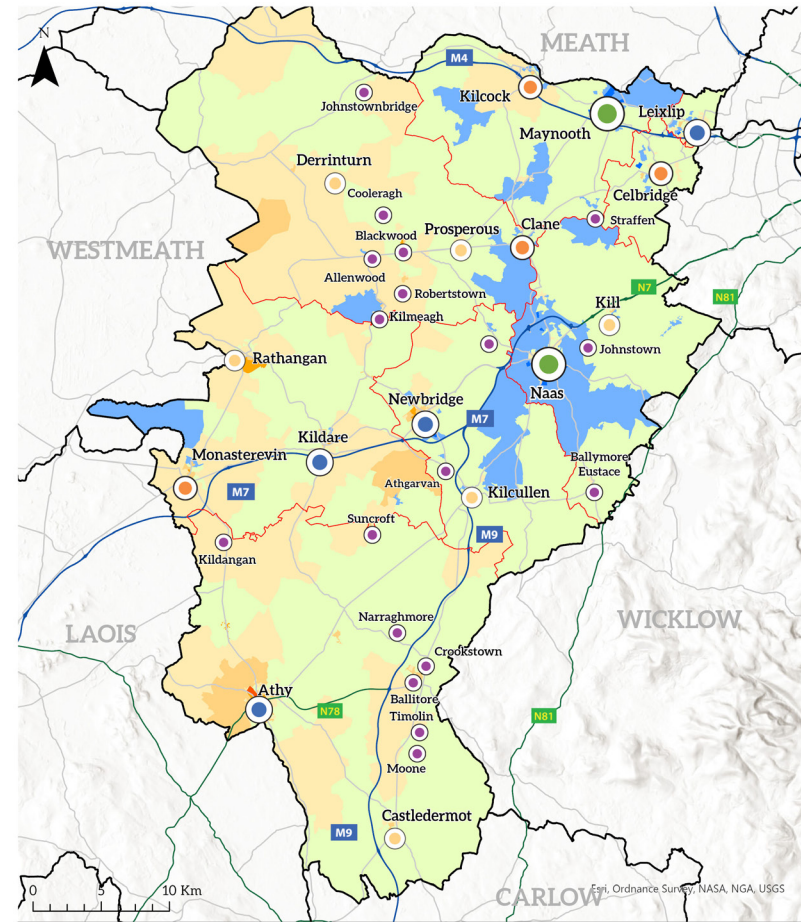 N
MEATH
M4
Johnstownbridge
Kilcock
Maynooth
Leixlip
Derrinturn
Cooleragh
Celbridge
Straffen
Blackwood
Prosperous
Clane
WESTMEATH
Allenwood
Robertstown
N7
N81
Kill
Kilmeagh
Johnstown
Rathangan
Naas
Newbridge
M7
Kildare
Monasterevin
Ballymore
Eustace
Athgarvan
M7
Kilcullen
Suncroft
M9
Kildangan
Narraghmore
WICKLOW
LAOIS
Crookstown
Athy
Ballitore
N78
Timolin
N81
Moone
Castledermot
M9
0 5 10 Km
Esri, Ordnance Survey, NASA, NGA, USGS
CARLOW